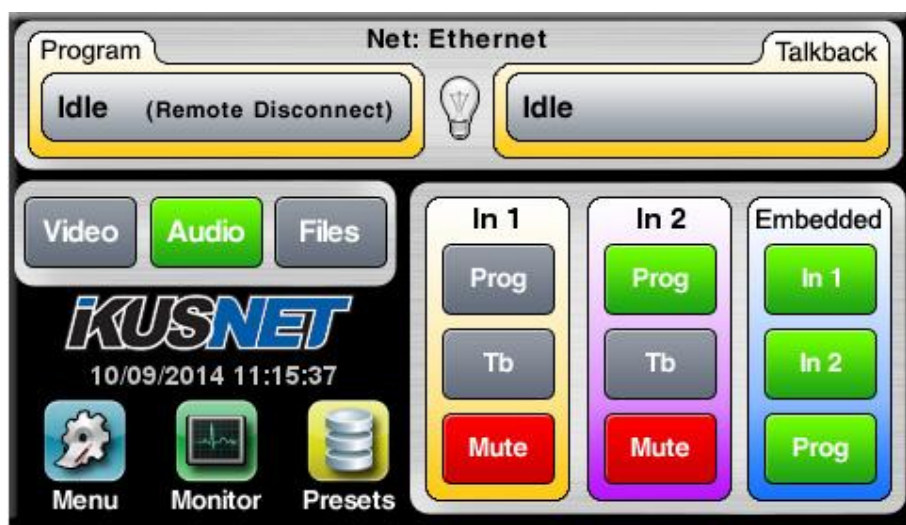 Net: Ethernet
Program
Talkback
Idle (Remote Disconnect)
Idle
Video Audio Files
iKUSNET
10/09/2014 11:15:37
Menu Monitor Presets
In 1
Prog
Tb
Mute
In 2
Prog
Tb
Mute
Embedded
In 1
In 2
Prog